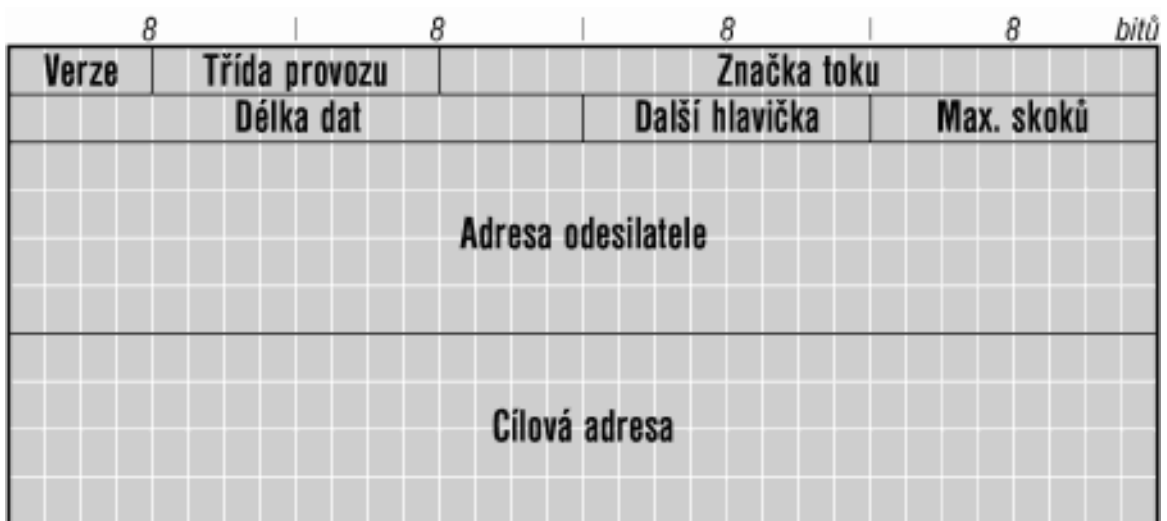 8 8 8 8 bitů
Verze Třída provozu Značka toku
Délka dat Další hlavička Max. skoků
Adresa odesilatele
Cílová adresa